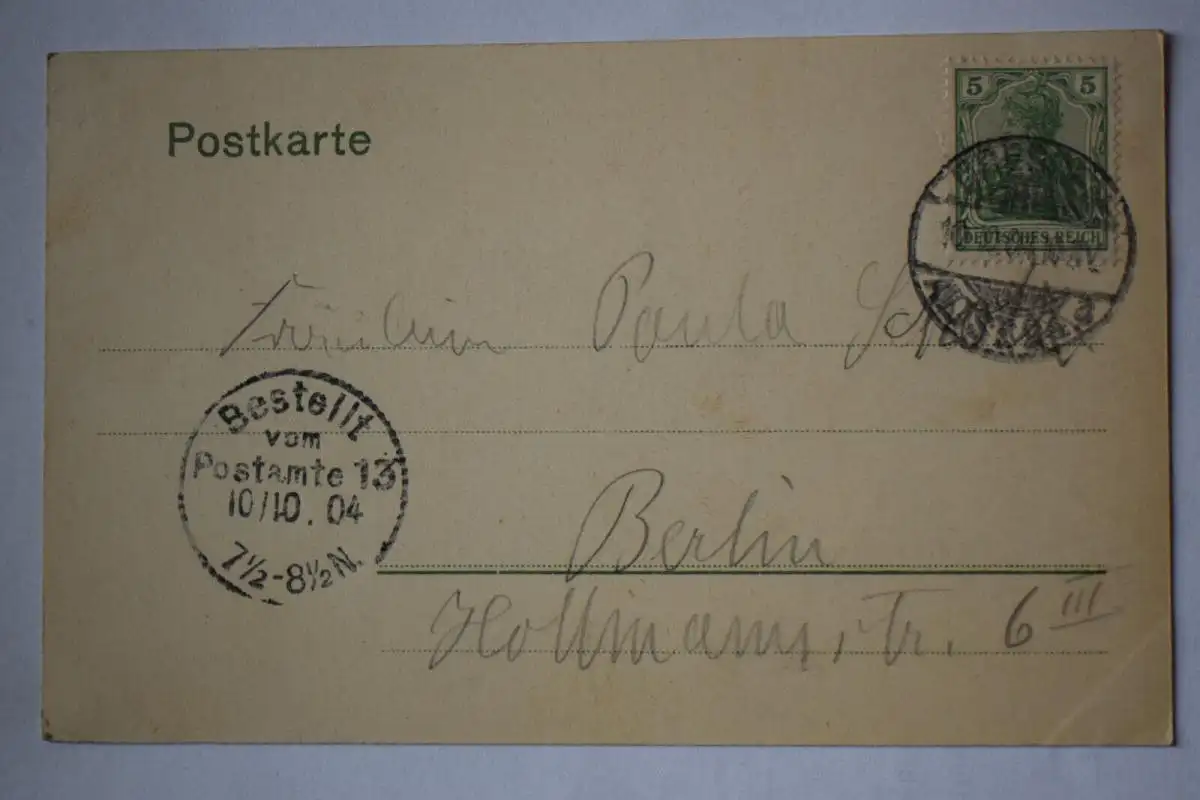 Postkarte
5 5
DEUTSCHES REICH
a
Fräulein Paula
Bestellt
vom
Postamte 13
10/10. 04
7½-8½N.
Berlin
Hollmannstr. 6 III